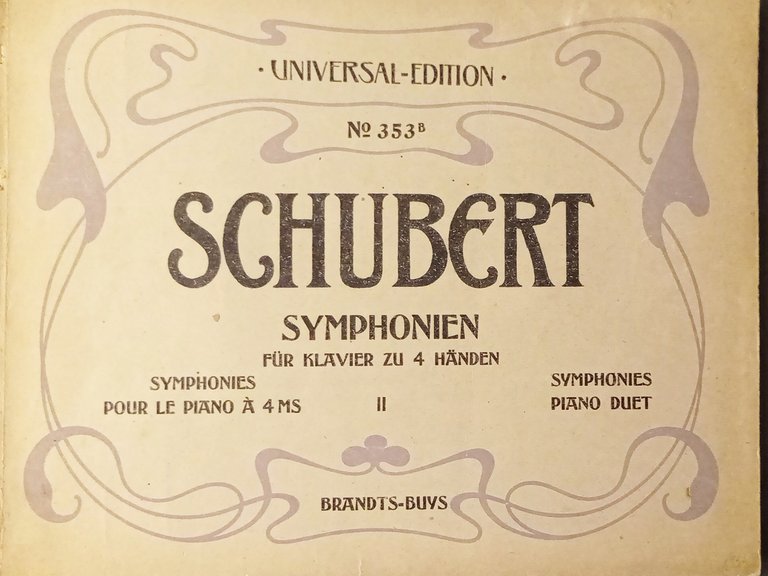 · UNIVERSAL-EDITION ·
Nº 353ᴮ
SCHUBERT
SYMPHONIEN
FÜR KLAVIER ZU 4 HÄNDEN
SYMPHONIES
POUR LE PIANO À 4 MS
II
SYMPHONIES
PIANO DUET
BRANDTS-BUYS